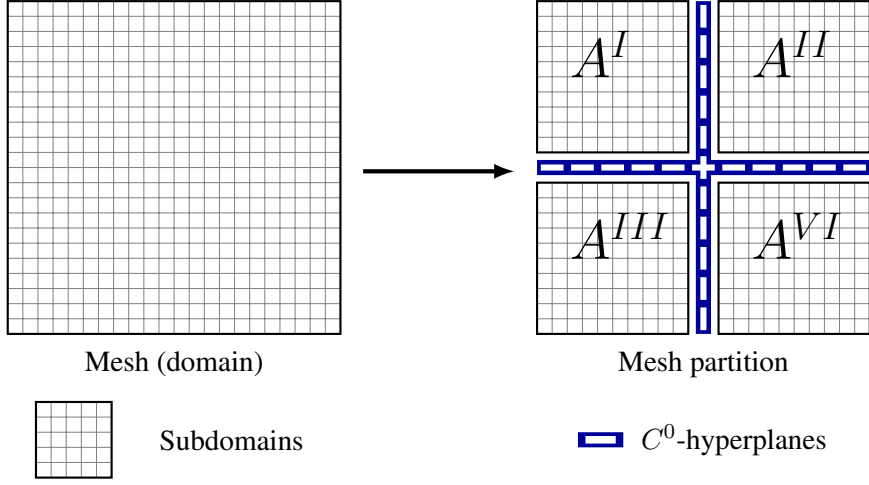 A^I A^{II}
A^{III} A^{VI}
Mesh (domain) Mesh partition
Subdomains C^0-hyperplanes